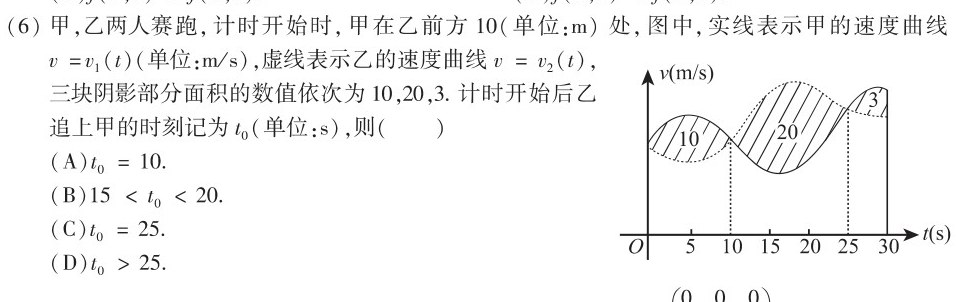 (6) 甲,乙两人赛跑,计时开始时,甲在乙前方 10(单位:m) 处,图中,实线表示甲的速度曲线
v =v₁(t)(单位:m/s),虚线表示乙的速度曲线 v = v₂(t),
三块阴影部分面积的数值依次为 10,20,3. 计时开始后乙
追上甲的时刻记为 t₀(单位:s),则(    )
(A)t₀ = 10.
(B)15 < t₀ < 20.
(C)t₀ = 25.
(D)t₀ > 25.
v(m/s)
10
20
3
O 5 10 15 20 25 30 t(s)